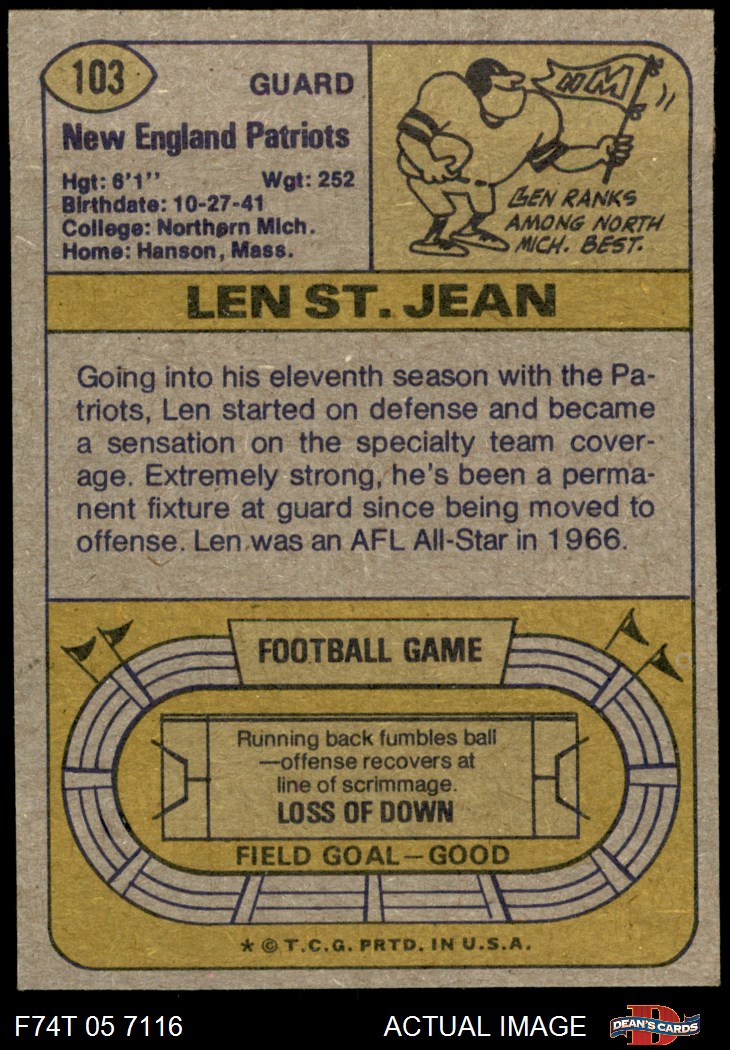 103
GUARD
New England Patriots
Hgt: 6'1" Wgt: 252
Birthdate: 10-27-41
College: Northern Mich.
Home: Hanson, Mass.
M
LEN RANKS
AMONG NORTH
MICH. BEST.
LEN ST. JEAN
Going into his eleventh season with the Pa-
triots, Len started on defense and became
a sensation on the specialty team cover-
age. Extremely strong, he's been a perma-
nent fixture at guard since being moved to
offense. Len was an AFL All-Star in 1966.
FOOTBALL GAME
Running back fumbles ball
—offense recovers at
line of scrimmage.
LOSS OF DOWN
FIELD GOAL—GOOD
* © T.C.G. PRTD. IN U.S.A.
F74T 05 7116 ACTUAL IMAGE
DEAN'S CARDS